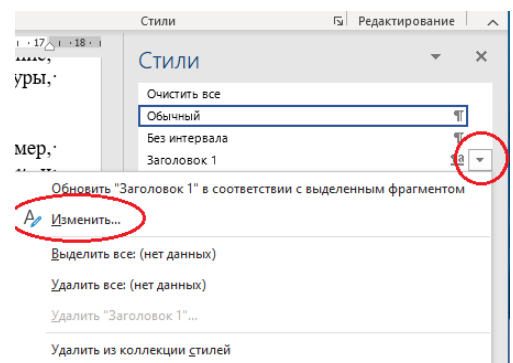 Стили Редактирование
17 18
Стили
уры,
Очистить все
Обычный
Без интервала
мер,
Заголовок 1 а
Обновить "Заголовок 1" в соответствии с выделенным фрагментом
Изменить...
Выделить все: (нет данных)
Удалить все: (нет данных)
Удалить "Заголовок 1"...
Удалить из коллекции стилей